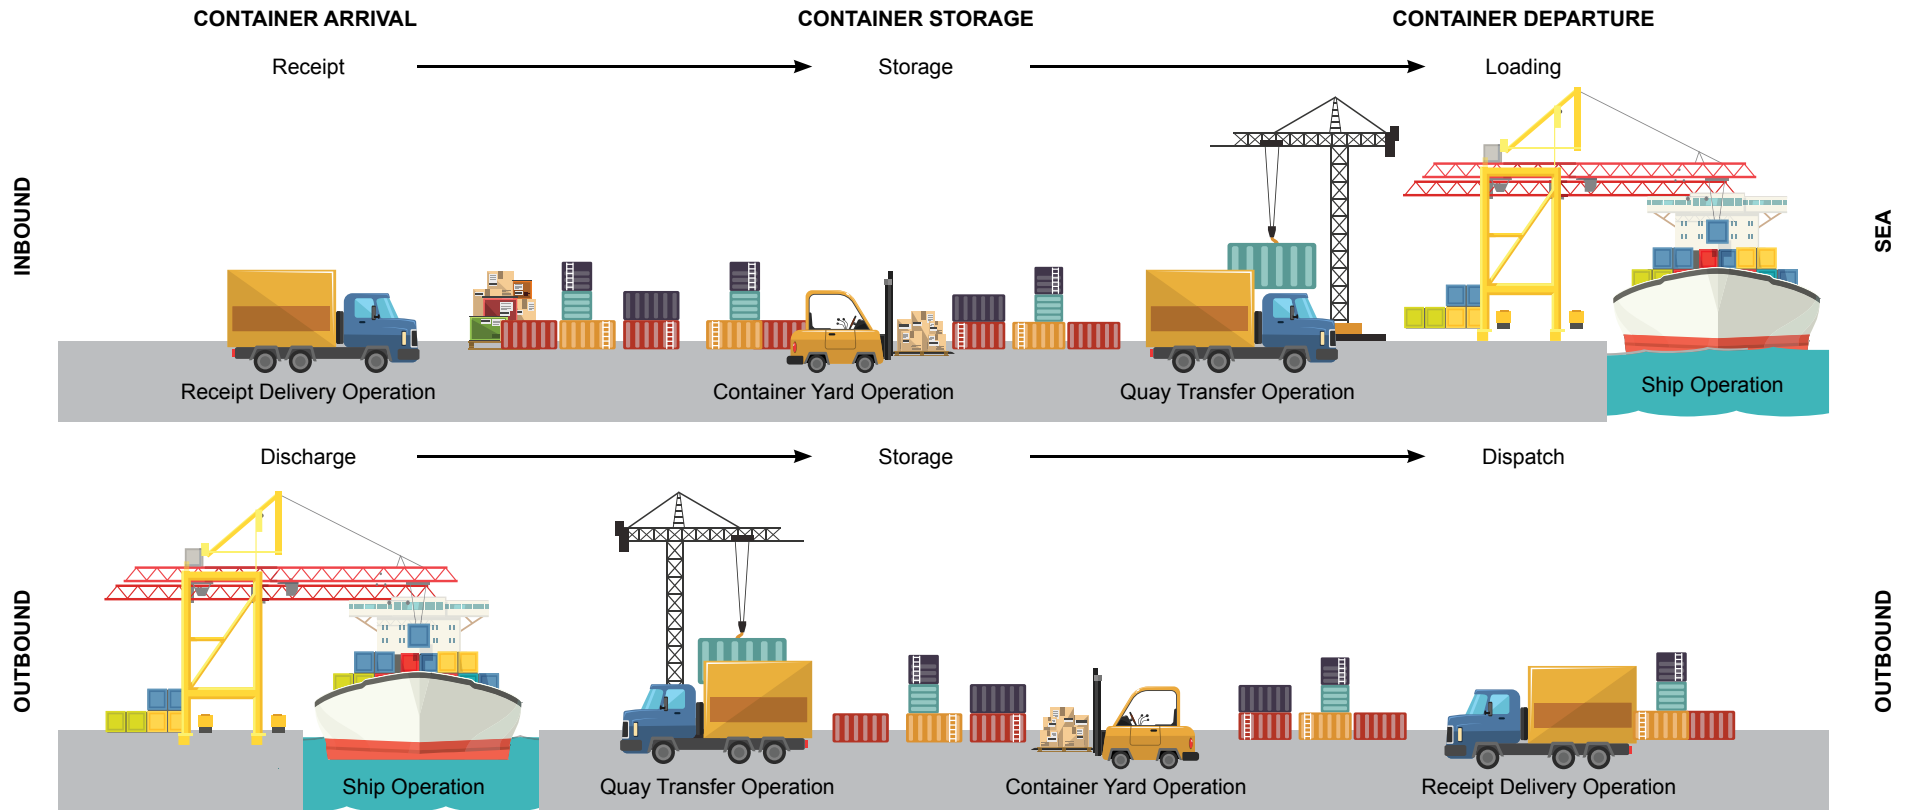 CONTAINER ARRIVAL
CONTAINER STORAGE
CONTAINER DEPARTURE
Receipt
Storage
Loading
INBOUND
SEA
Receipt Delivery Operation
Container Yard Operation
Quay Transfer Operation
Ship Operation
Discharge
Storage
Dispatch
OUTBOUND
OUTBOUND
Ship Operation
Quay Transfer Operation
Container Yard Operation
Receipt Delivery Operation